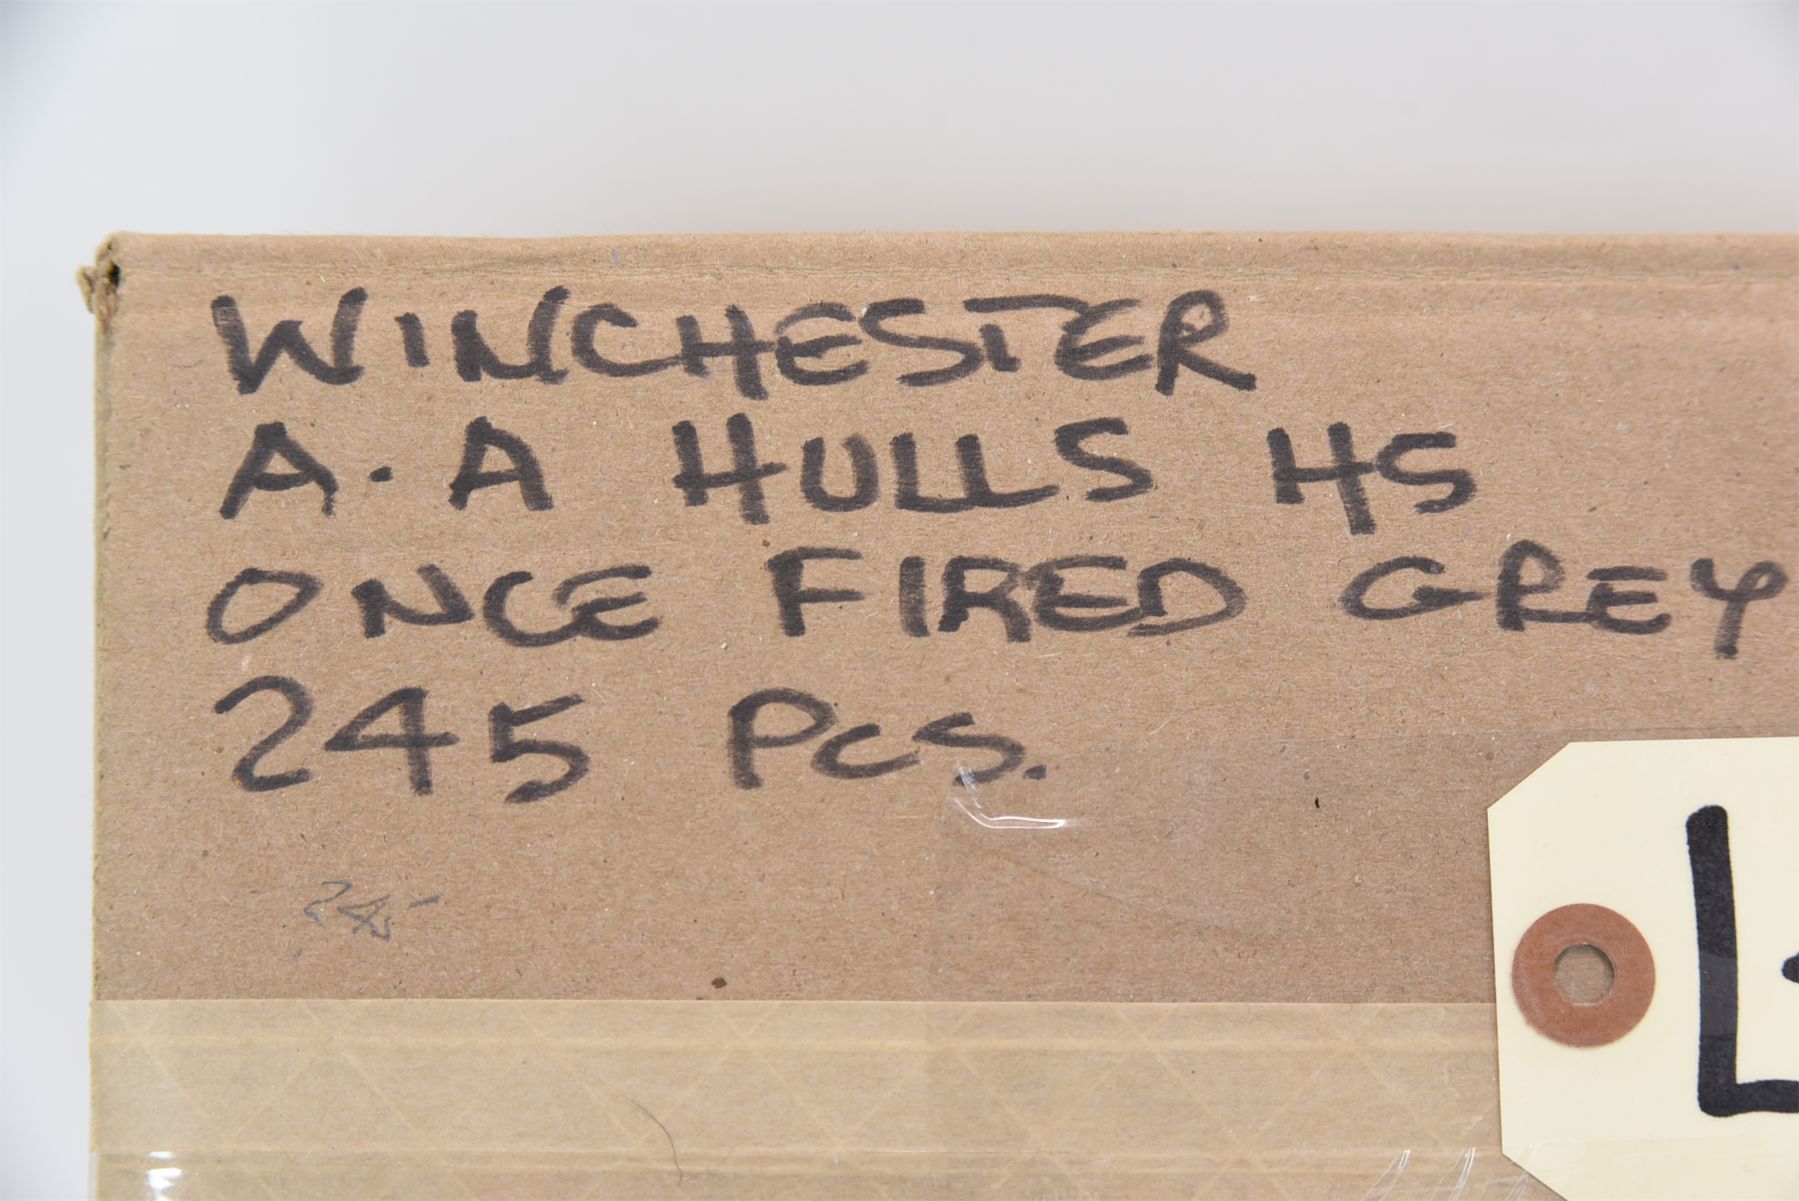 WINCHESTER
A.A HULLS HS
ONCE FIRED GREY
245 PCS.
245
L